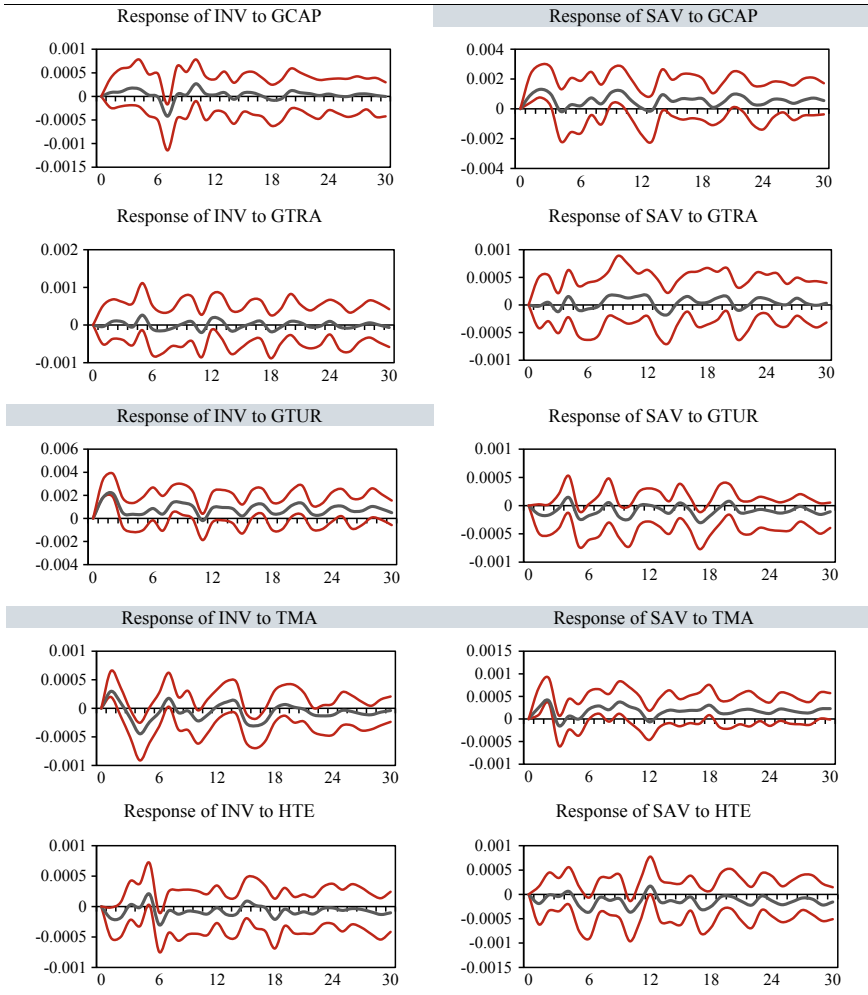 Response of INV to GCAP
0.001
0.0005
0
-0.0005
-0.001
-0.0015
0 6 12 18 24 30
Response of SAV to GCAP
0.004
0.002
0
-0.002
-0.004
0 6 12 18 24 30
Response of INV to GTRA
0.002
0.001
0
-0.001
0 6 12 18 24 30
Response of SAV to GTRA
0.001
0.0005
0
-0.0005
-0.001
0 6 12 18 24 30
Response of INV to GTUR
0.006
0.004
0.002
0
-0.002
-0.004
0 6 12 18 24 30
Response of SAV to GTUR
0.001
0.0005
0
-0.0005
-0.001
0 6 12 18 24 30
Response of INV to TMA
0.001
0.0005
0
-0.0005
-0.001
0 6 12 18 24 30
Response of SAV to TMA
0.0015
0.001
0.0005
0
-0.0005
-0.001
0 6 12 18 24 30
Response of INV to HTE
0.001
0.0005
0
-0.0005
-0.001
0 6 12 18 24 30
Response of SAV to HTE
0.001
0.0005
0
-0.0005
-0.001
-0.0015
0 6 12 18 24 30